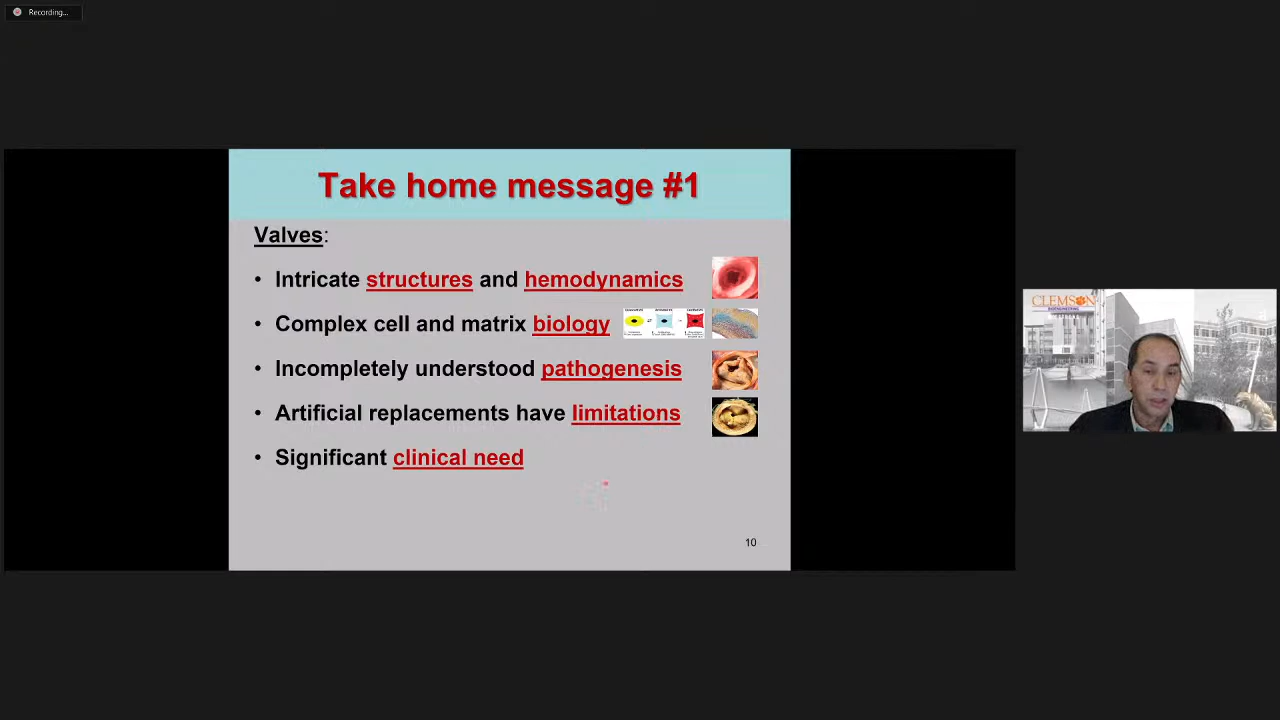 Recording...
Take home message #1
Valves:
• Intricate structures and hemodynamics
• Complex cell and matrix biology
• Incompletely understood pathogenesis
• Artificial replacements have limitations
• Significant clinical need
10
CLEMSON